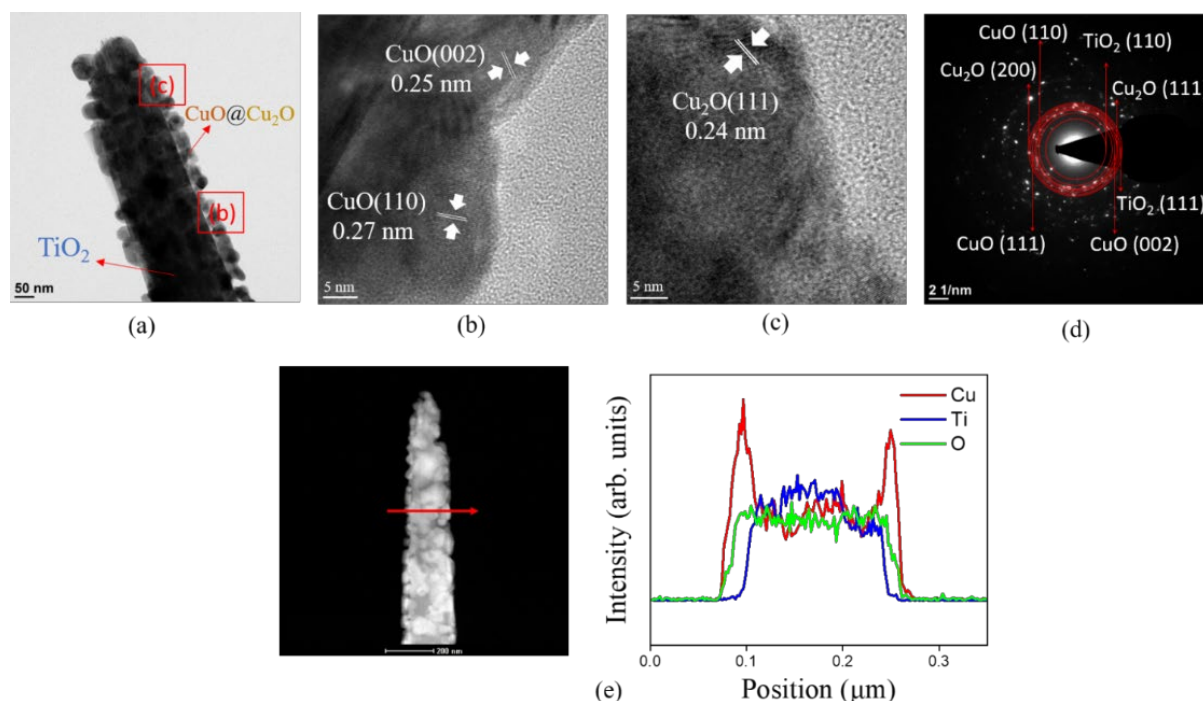 (c)
CuO@Cu₂O
(b)
TiO₂
50 nm
(a)
CuO(002)
0.25 nm
CuO(110)
0.27 nm
5 nm
(b)
Cu₂O(111)
0.24 nm
5 nm
(c)
CuO (110)
TiO₂ (110)
Cu₂O (200)
Cu₂O (111
TiO₂ (111)
CuO (111)
CuO (002)
2 1/nm
(d)
200 nm
Intensity (arb. units)
Cu
Ti
O
0.0 0.1 0.2 0.3
Position (μm)
(e)